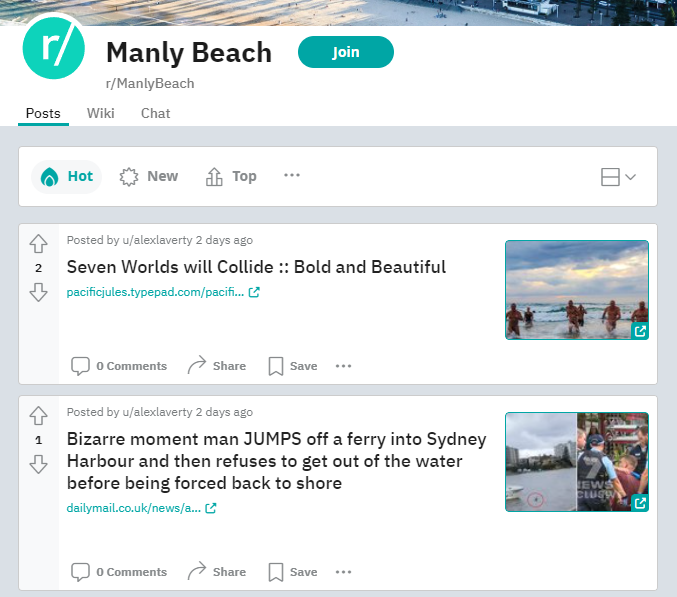 r/
Manly Beach
Join
r/ManlyBeach
Posts Wiki Chat
Hot New Top ...
Posted by u/alexlaverty 2 days ago
2
Seven Worlds will Collide :: Bold and Beautiful
pacificjules.typepad.com/pacifi...
0 Comments Share Save ...
Posted by u/alexlaverty 2 days ago
1
Bizarre moment man JUMPS off a ferry into Sydney
Harbour and then refuses to get out of the water
before being forced back to shore
dailymail.co.uk/news/a...
7
NEWS
0 Comments Share Save ...